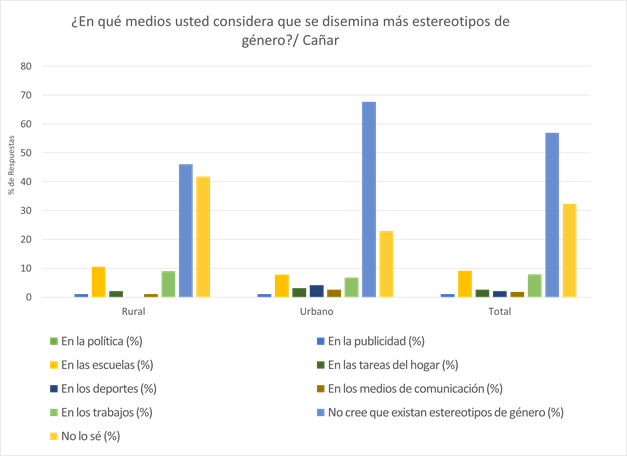 ¿En qué medios usted considera que se disemina más estereotipos de
género?/ Cañar
% de Respuestas
80
70
60
50
40
30
20
10
0
Rural
Urbano
Total
En la política (%)
En la publicidad (%)
En las escuelas (%)
En las tareas del hogar (%)
En los deportes (%)
En los medios de comunicación (%)
En los trabajos (%)
No cree que existan estereotipos de género (%)
No lo sé (%)